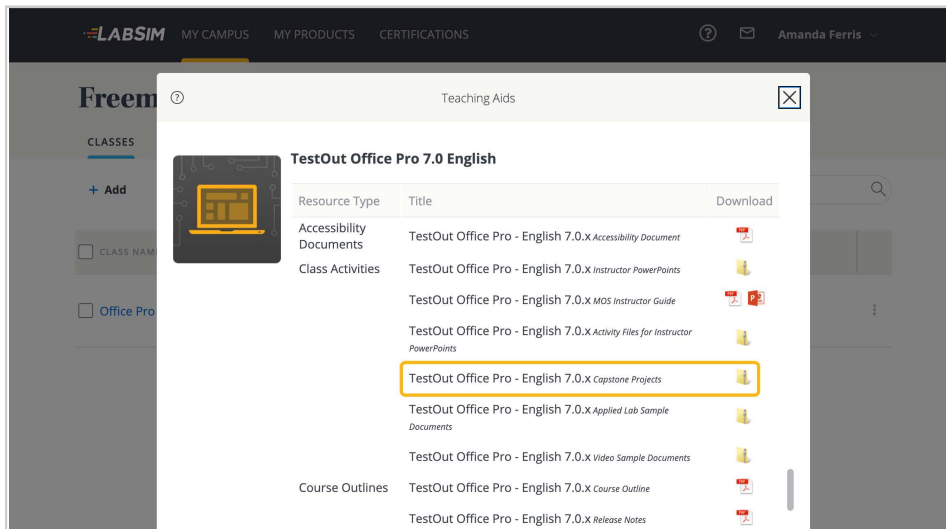 LABSIM MY CAMPUS MY PRODUCTS CERTIFICATIONS ? Amanda Ferris
Freem
? Teaching Aids
CLASSES
TestOut Office Pro 7.0 English
+ Add
Resource Type Title Download
Accessibility
Documents
TestOut Office Pro - English 7.0.x Accessibility Document
CLASS NAM
Class Activities TestOut Office Pro - English 7.0.x Instructor PowerPoints
Office Pro
TestOut Office Pro - English 7.0.x MOS Instructor Guide
TestOut Office Pro - English 7.0.x Activity Files for Instructor
PowerPoints
TestOut Office Pro - English 7.0.x Capstone Projects
TestOut Office Pro - English 7.0.x Applied Lab Sample
Documents
TestOut Office Pro - English 7.0.x Video Sample Documents
Course Outlines TestOut Office Pro - English 7.0.x Course Outline
TestOut Office Pro - English 7.0.x Release Notes